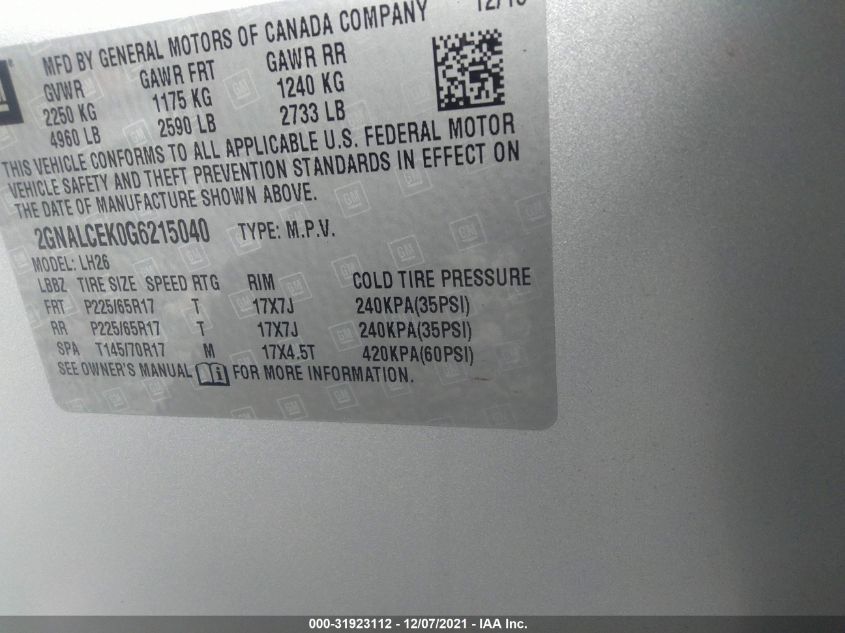 MFD BY GENERAL MOTORS OF CANADA COMPANY
GVWR GAWR FRT GAWR RR
2250 KG 1175 KG 1240 KG
4960 LB 2590 LB 2733 LB
THIS VEHICLE CONFORMS TO ALL APPLICABLE U.S. FEDERAL MOTOR
VEHICLE SAFETY AND THEFT PREVENTION STANDARDS IN EFFECT ON
THE DATE OF MANUFACTURE SHOWN ABOVE.
2GNALCEK0G6215040 TYPE: M.P.V.
MODEL: LH26
LBBZ TIRE SIZE SPEED RTG RIM COLD TIRE PRESSURE
FRT P225/65R17 T 17X7J 240KPA(35PSI)
RR P225/65R17 T 17X7J 240KPA(35PSI)
SPA T145/70R17 M 17X4.5T 420KPA(60PSI)
SEE OWNER'S MANUAL FOR MORE INFORMATION.
000-31923112 - 12/07/2021 - IAA Inc.